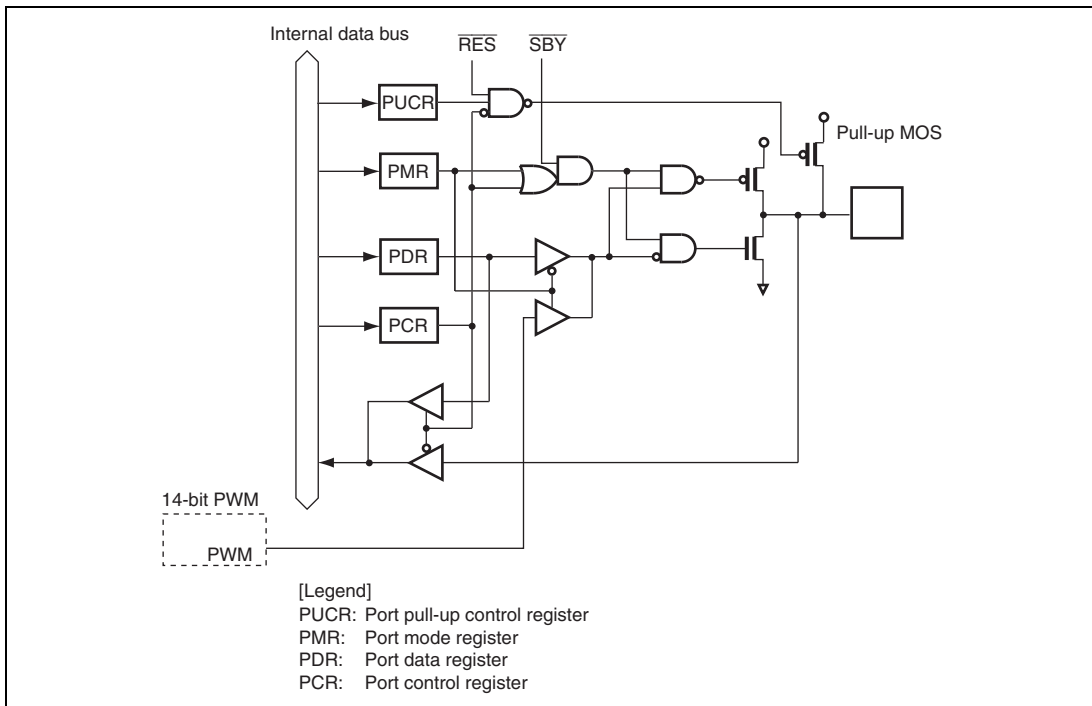 Internal data bus
RES
SBY
PUCR
Pull-up MOS
PMR
PDR
PCR
14-bit PWM
PWM
[Legend]
PUCR: Port pull-up control register
PMR: Port mode register
PDR: Port data register
PCR: Port control register